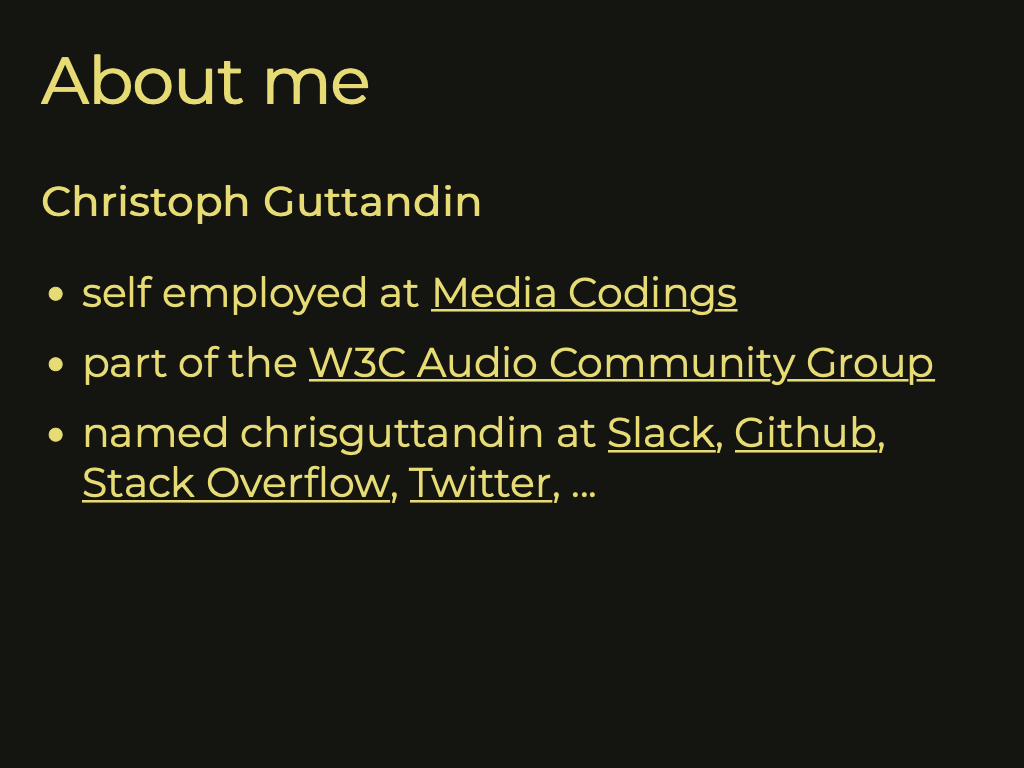 About me
Christoph Guttandin
• self employed at Media Codings
• part of the W3C Audio Community Group
• named chrisguttandin at Slack, Github,
Stack Overflow, Twitter, ...